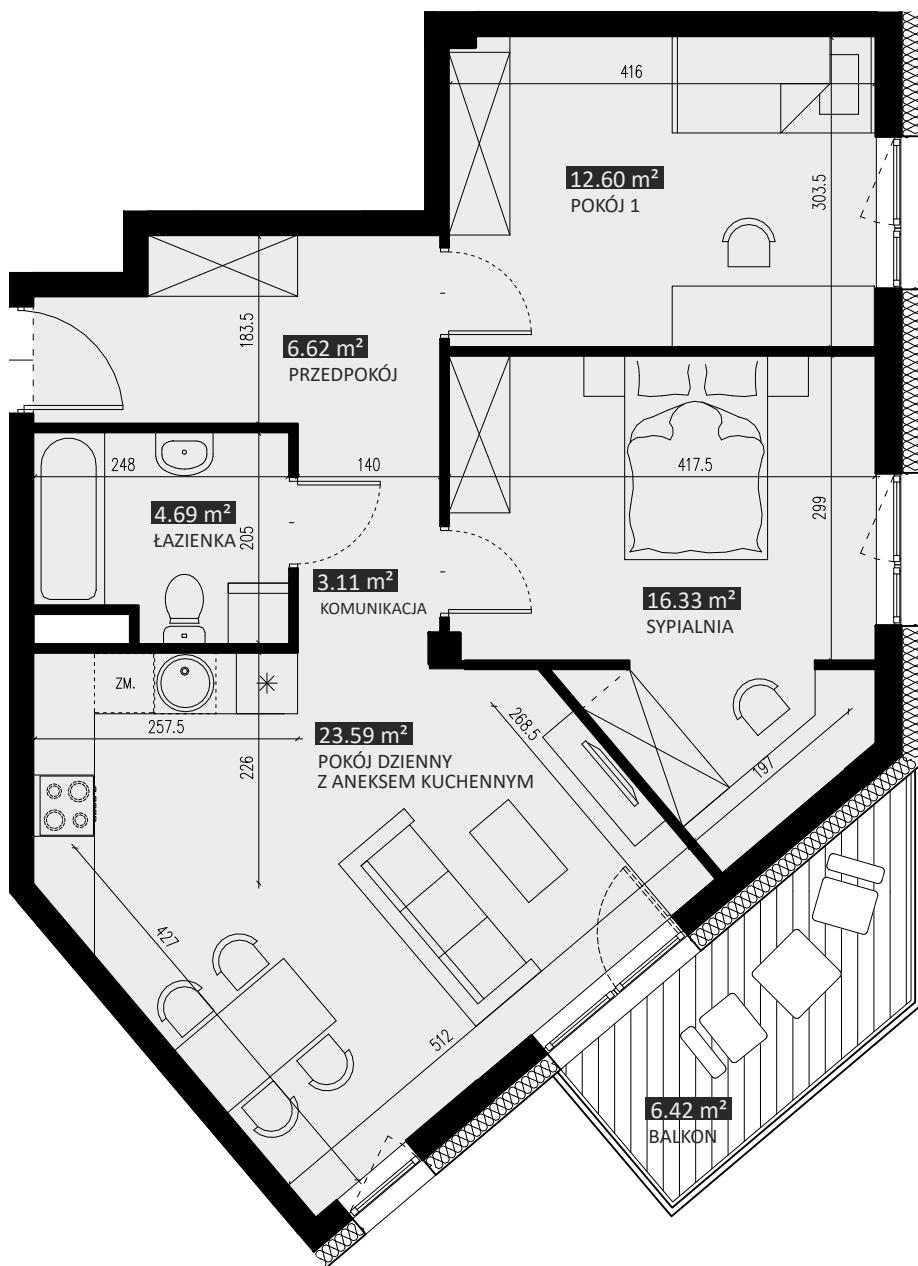 416
12.60 m²
POKÓJ 1
303.5
183.5
6.62 m²
PRZEDPOKÓJ
248
140
417.5
299
4.69 m²
ŁAZIENKA
205
3.11 m²
KOMUNIKACJA
16.33 m²
SYPIALNIA
ZM.
257.5
226
23.59 m²
POKÓJ DZIENNY
Z ANEKSEM KUCHENNYM
268.5
197
427
512
6.42 m²
BALKON